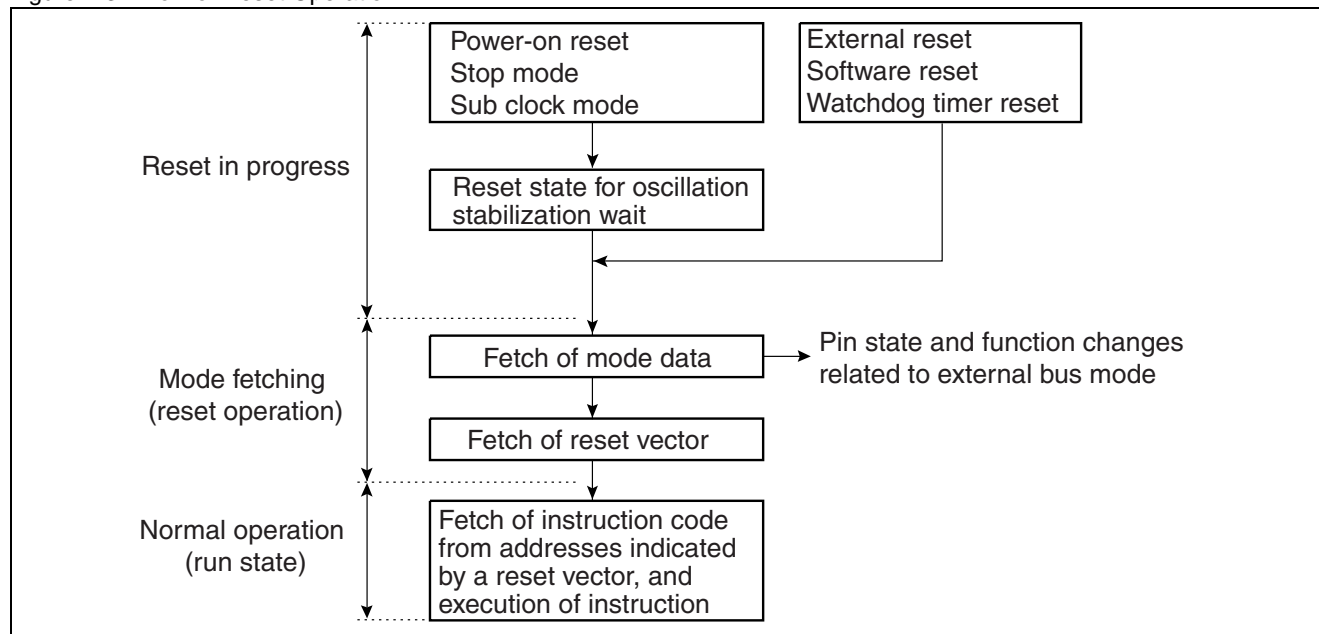 Power-on reset
Stop mode
Sub clock mode
External reset
Software reset
Watchdog timer reset
Reset in progress
Reset state for oscillation
stabilization wait
Mode fetching
(reset operation)
Fetch of mode data
Pin state and function changes
related to external bus mode
Fetch of reset vector
Normal operation
(run state)
Fetch of instruction code
from addresses indicated
by a reset vector, and
execution of instruction